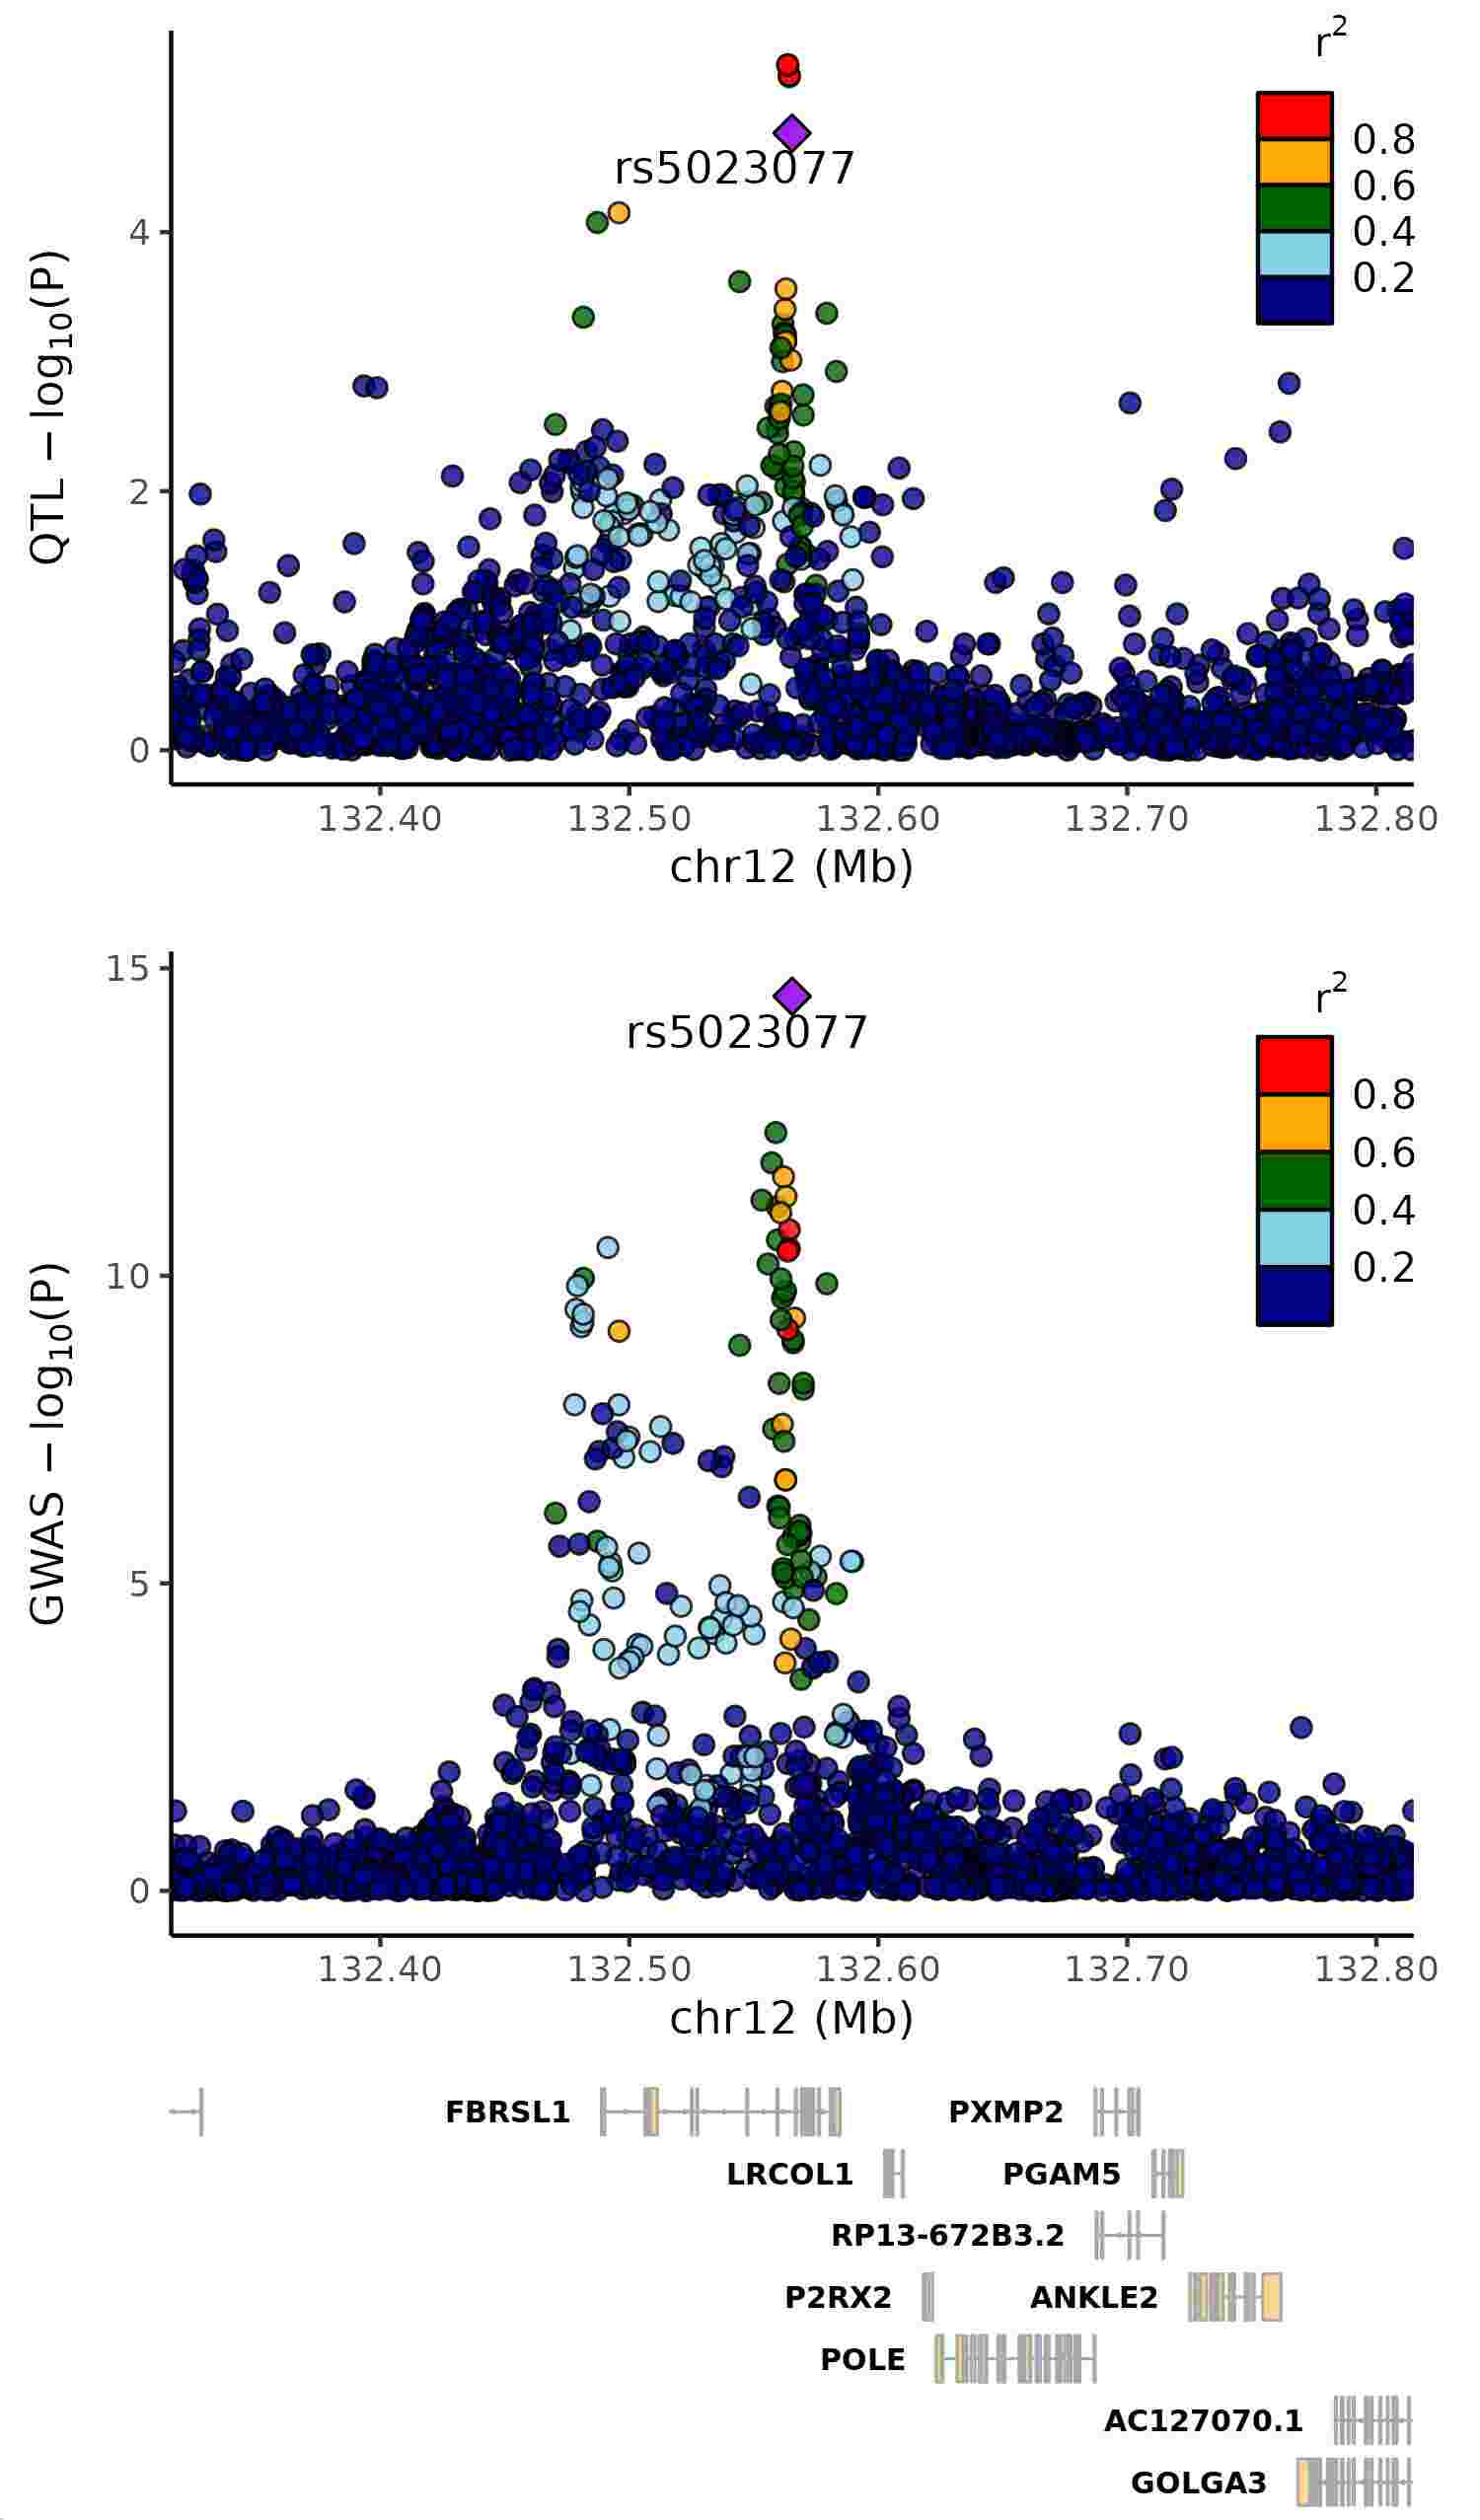 r²
0.8
0.6
0.4
0.2
rs5023077
QTL −log₁₀(P)
4
2
0
132.40 132.50 132.60 132.70 132.80
chr12 (Mb)
r²
0.8
0.6
0.4
0.2
rs5023077
GWAS −log₁₀(P)
15
10
5
0
132.40 132.50 132.60 132.70 132.80
chr12 (Mb)
FBRSL1 PXMP2
LRCOL1 PGAM5
RP13-672B3.2
P2RX2 ANKLE2
POLE
AC127070.1
GOLGA3